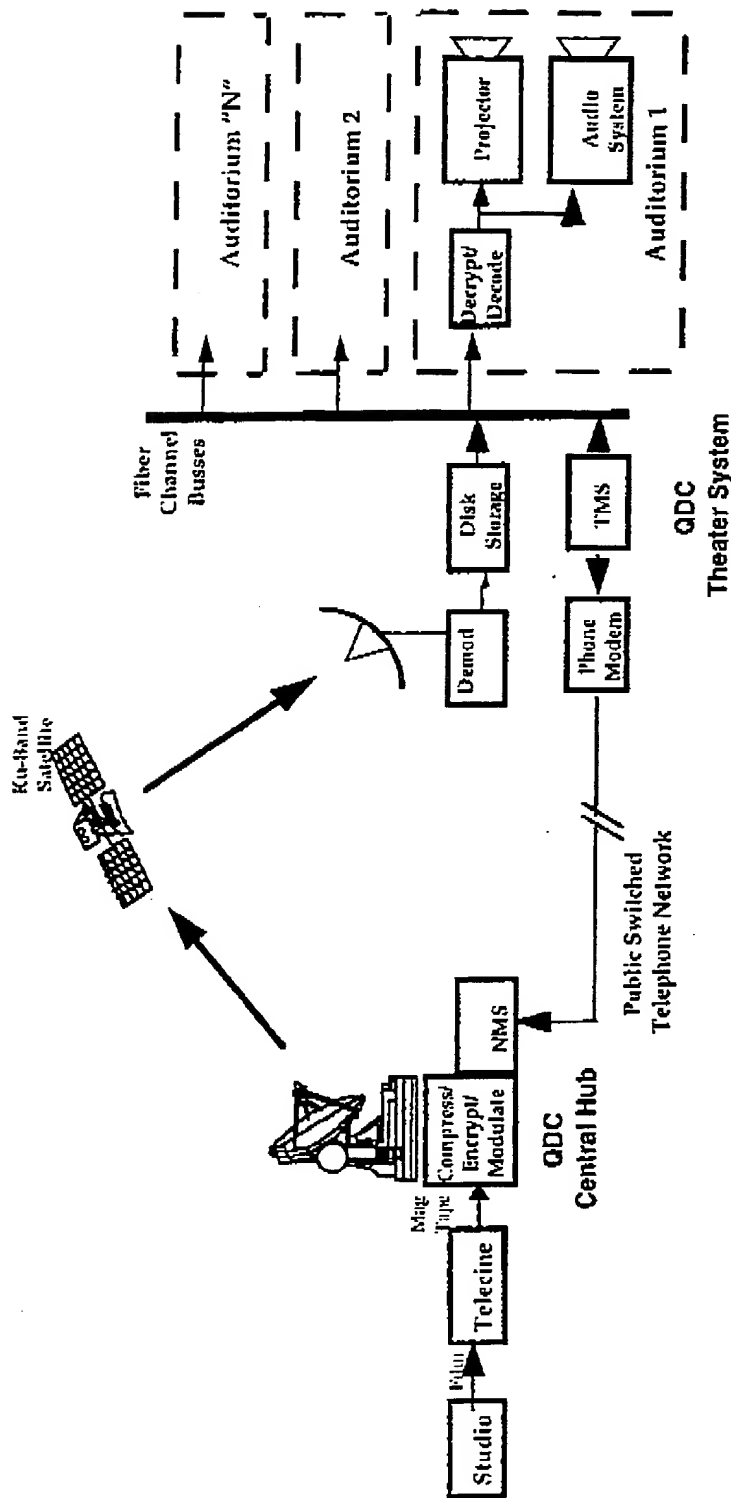 Studio
Film
Telecine
Mag
Tape
Compress/
Encrypt/
Modulate
NMS
QDC
Central Hub
Ku-Band
Satellite
Public Switched
Telephone Network
Demod
Disk
Storage
Phone
Modem
TMS
QDC
Theater System
Fiber
Channel
Busses
Auditorium "N"
Auditorium 2
Decrypt/
Decode
Projector
Audio
System
Auditorium 1